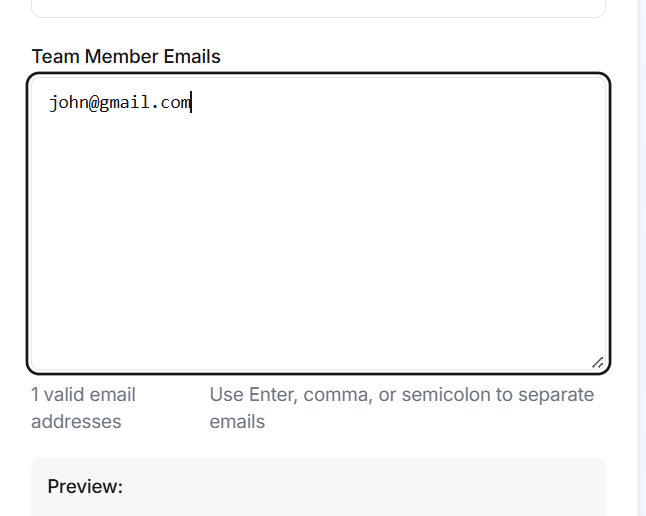 Team Member Emails
john@gmail.com
1 valid email addresses
Use Enter, comma, or semicolon to separate emails
Preview: